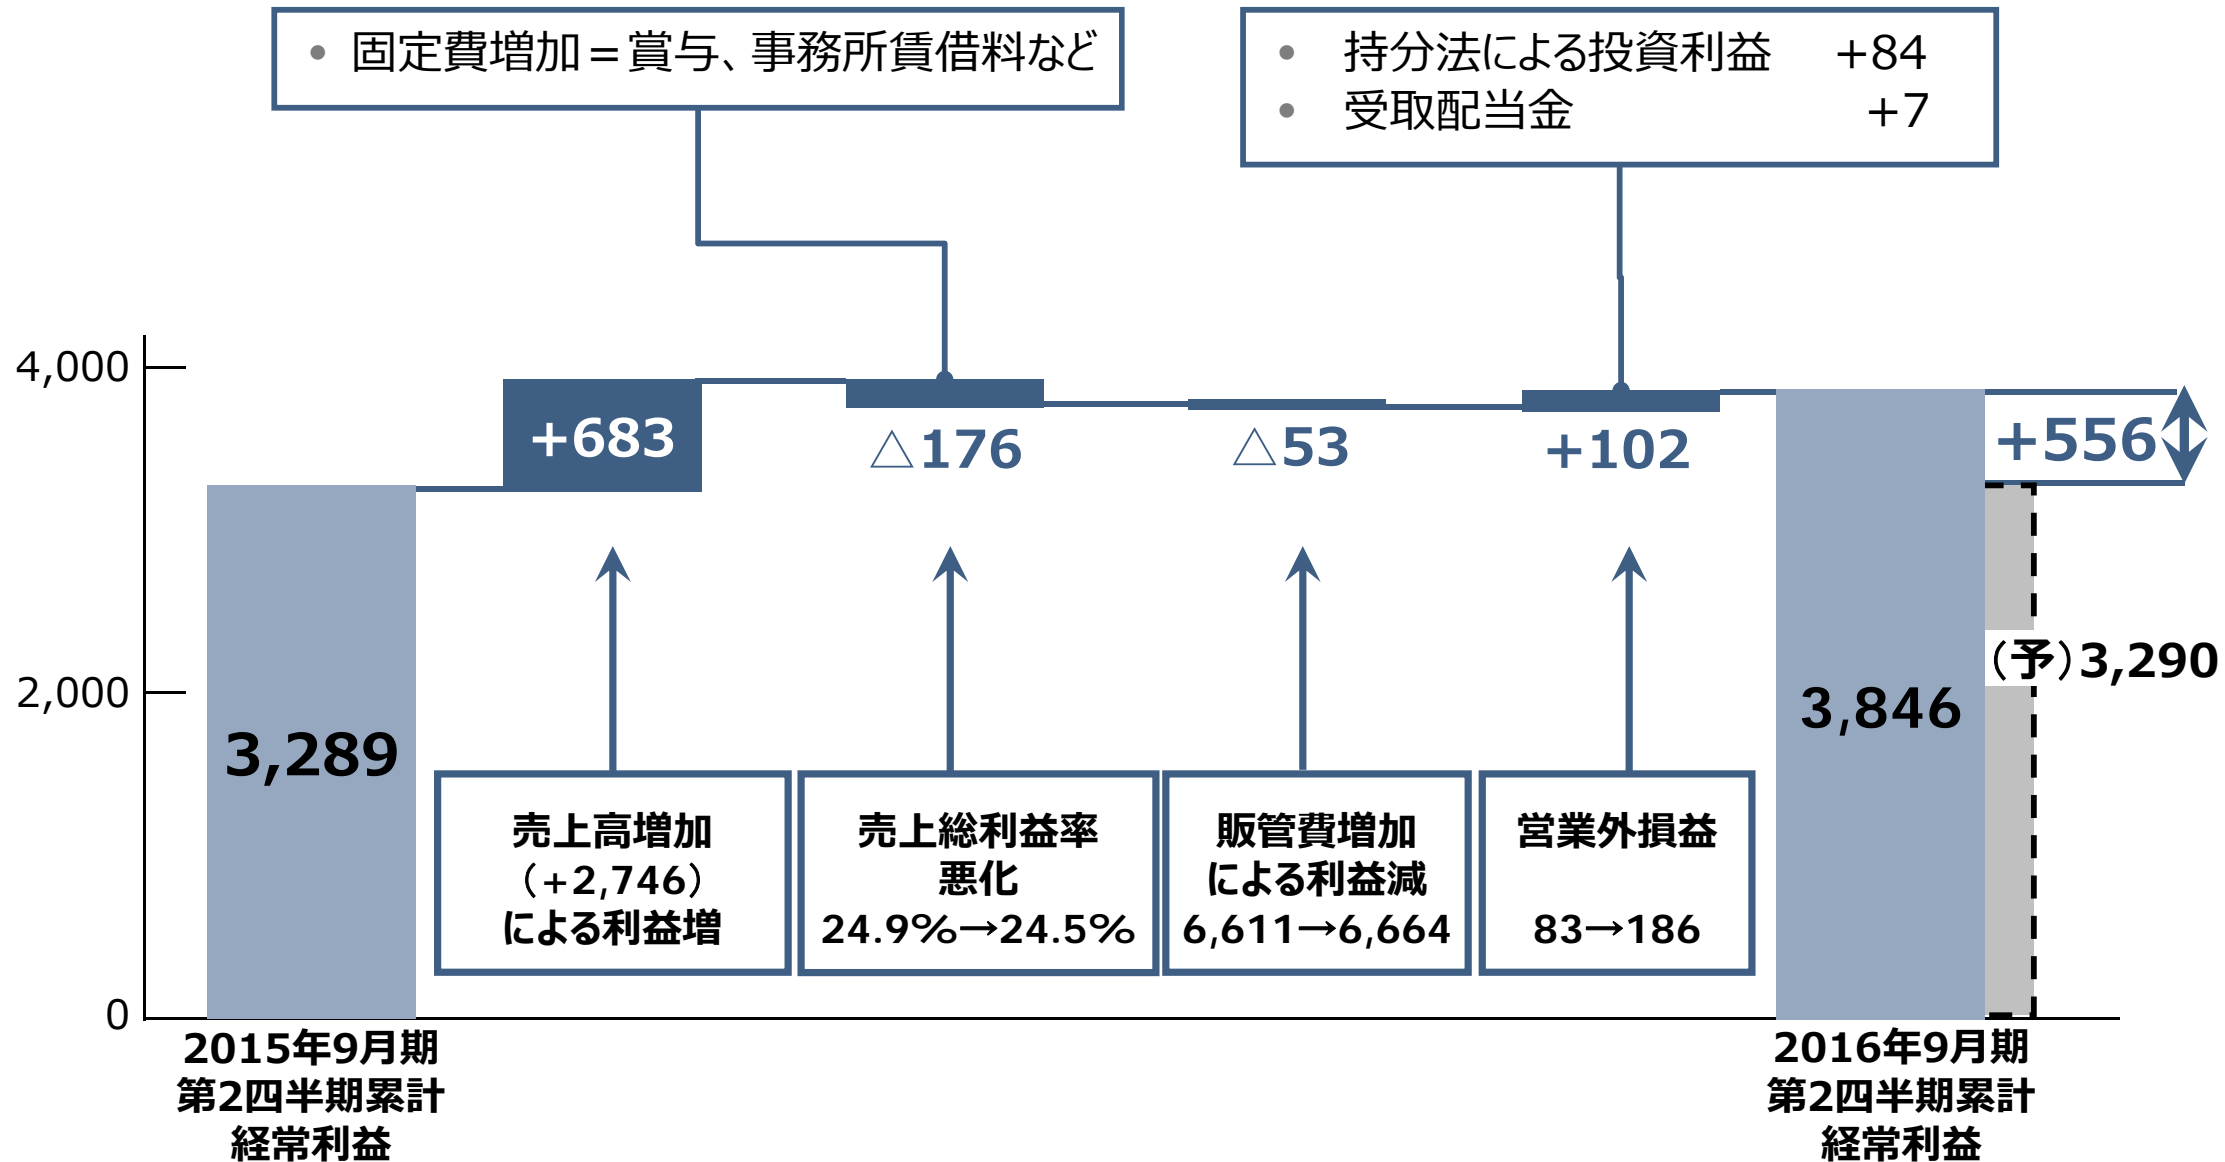 • 固定費増加＝賞与、事務所賃借料など
• 持分法による投資利益 +84
• 受取配当金 +7
4,000
2,000
0
+683
△176
△53
+102
+556
3,289
3,846
（予）3,290
売上高増加
（+2,746）
による利益増
売上総利益率
悪化
24.9%→24.5%
販管費増加
による利益減
6,611→6,664
営業外損益
83→186
2015年9月期
第2四半期累計
経常利益
2016年9月期
第2四半期累計
経常利益